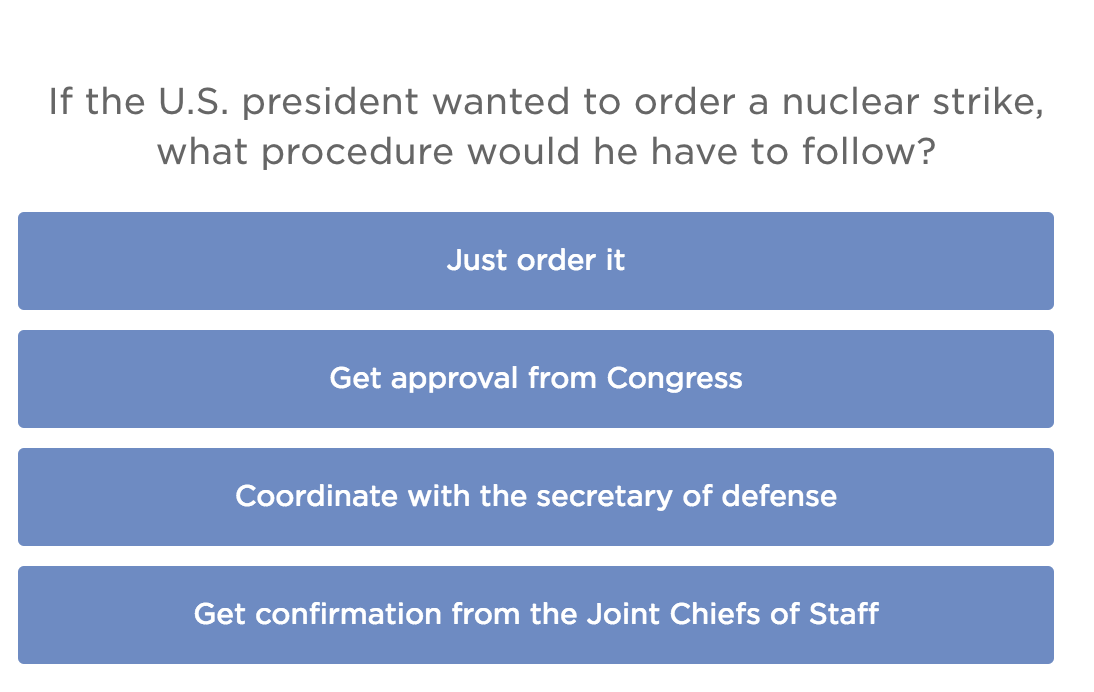 If the U.S. president wanted to order a nuclear strike,
what procedure would he have to follow?
Just order it
Get approval from Congress
Coordinate with the secretary of defense
Get confirmation from the Joint Chiefs of Staff